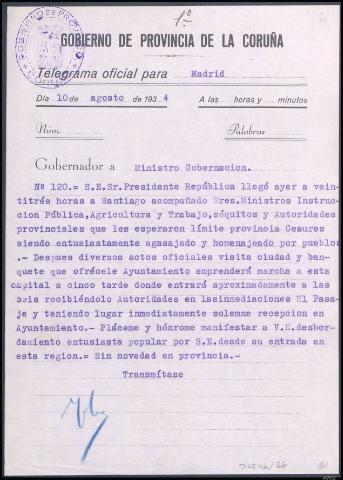 1º
GOBIERNO DE PROVINCIA DE LA CORUÑA
Telegrama oficial para Madrid
Día 10 de agosto de 1934 A las horas y minutos
Núm. Palabras
Gobernador a Ministro Gobernacion.
Nº 120.= S.E.Sr.Presidente República llegó ayer a vein-
titrés horas a Santiago acompañado Sres.Ministros Instruc-
cion Pública,Agricultura y Trabajo,séquitos y Autoridades
provinciales que les esperaron límite provincia Cesures
siendo entusiastamente agasajado y homenajeado por pueblo
.- Despues diversos actos oficiales visita ciudad y ban-
quete que ofrécele Ayuntamiento emprenderá marcha a esta
capital a cinco tarde donde entrará aproximadamente a las
seis recibiéndolo Autoridades en lasinmediaciones El Pasa-
je y teniendo lugar inmediatamente solemne recepcion en
Ayuntamiento.- Pláceme y hónrome manifestar a V.E.desbor-
damiento entusiasta popular por S.E.desde su entrada en
esta region.= Sin novedad en provincia.-
Transmítase